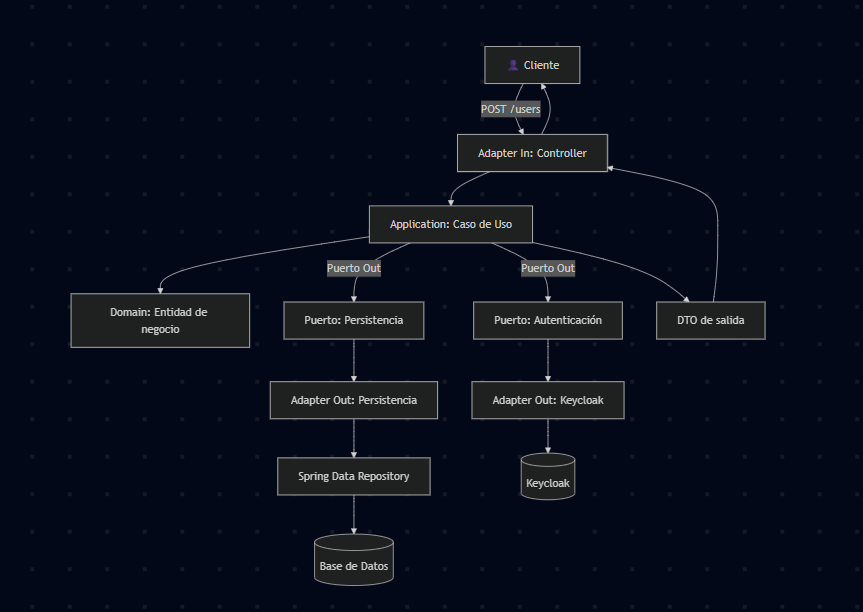 Cliente
POST /users
Adapter In: Controller
Application: Caso de Uso
Puerto Out
Puerto Out
Domain: Entidad de
negocio
Puerto: Persistencia
Puerto: Autenticación
DTO de salida
Adapter Out: Persistencia
Adapter Out: Keycloak
Spring Data Repository
Keycloak
Base de Datos